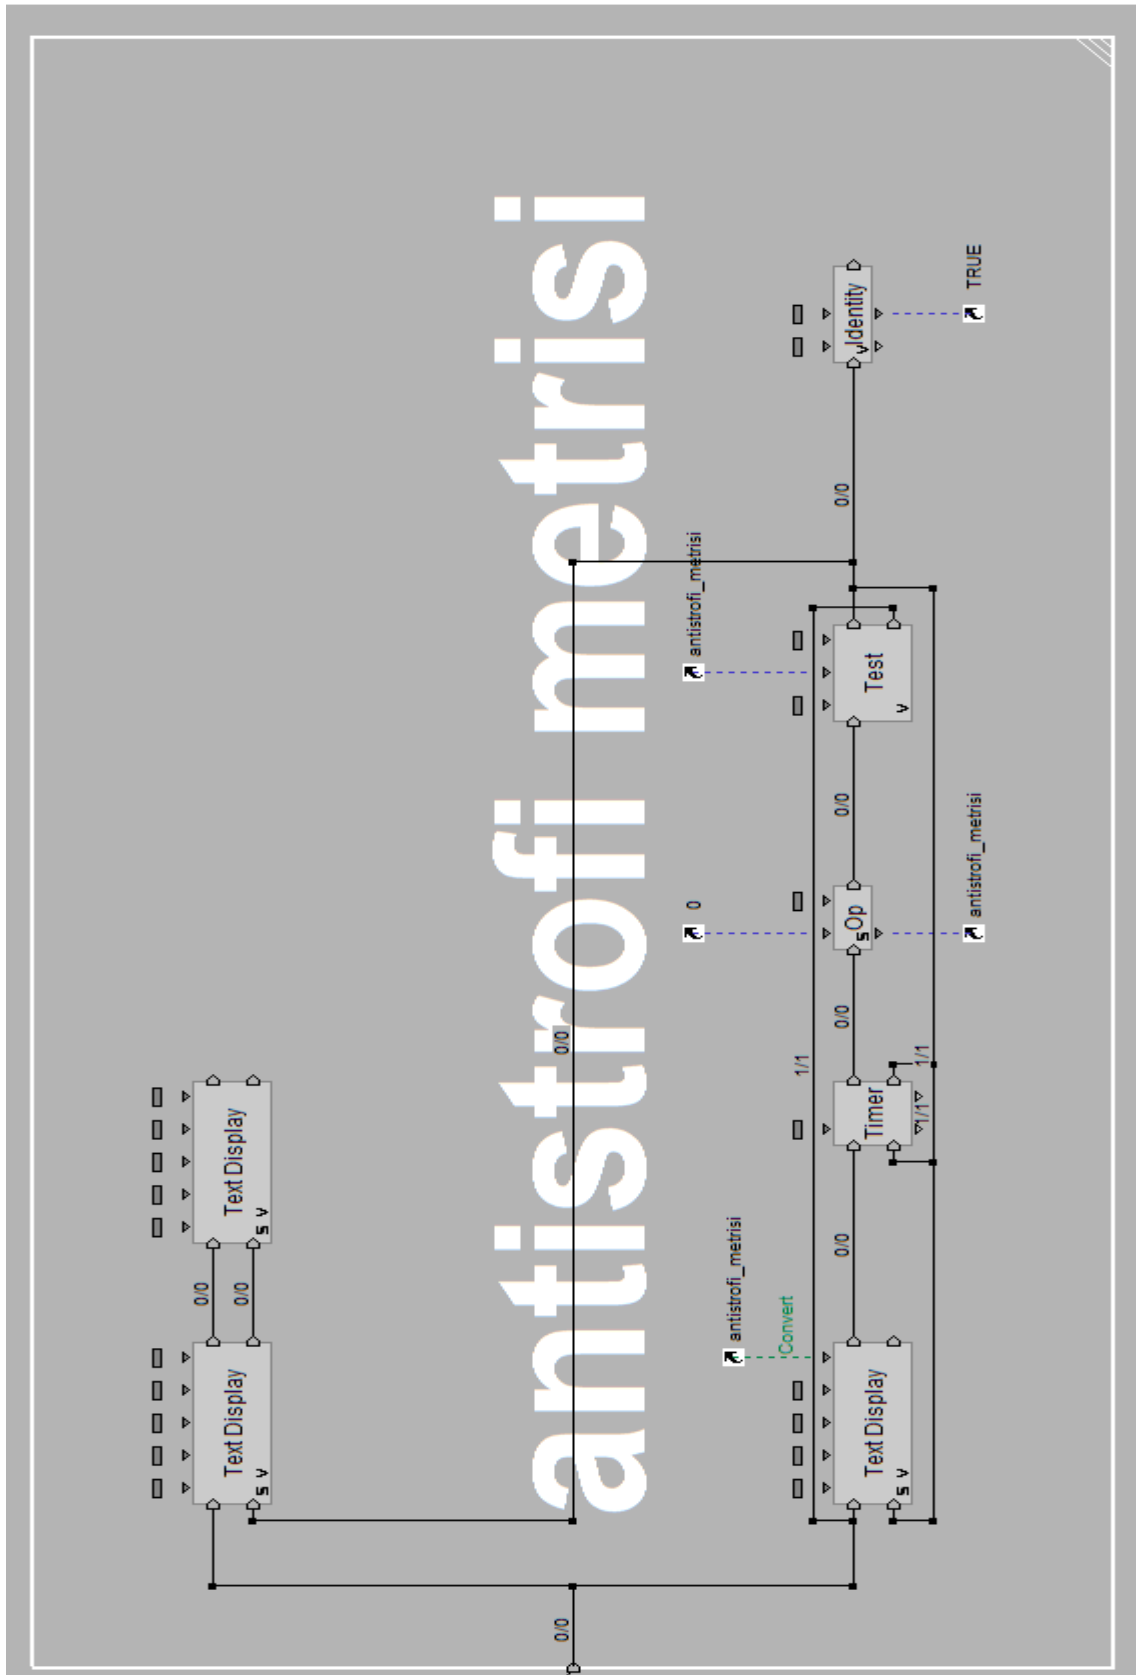 antistrofi metrisi
Text Display
0/0
0/0
Text Display
s v
s v
0/0
0/0
antistrofi_metrisi
Convert
Text Display
s v
0/0
Timer
1/1
1/1
1/1
0/0
0
Op
s
antistrofi_metrisi
0/0
antistrofi_metrisi
Test
v
0/0
Identity
v
TRUE